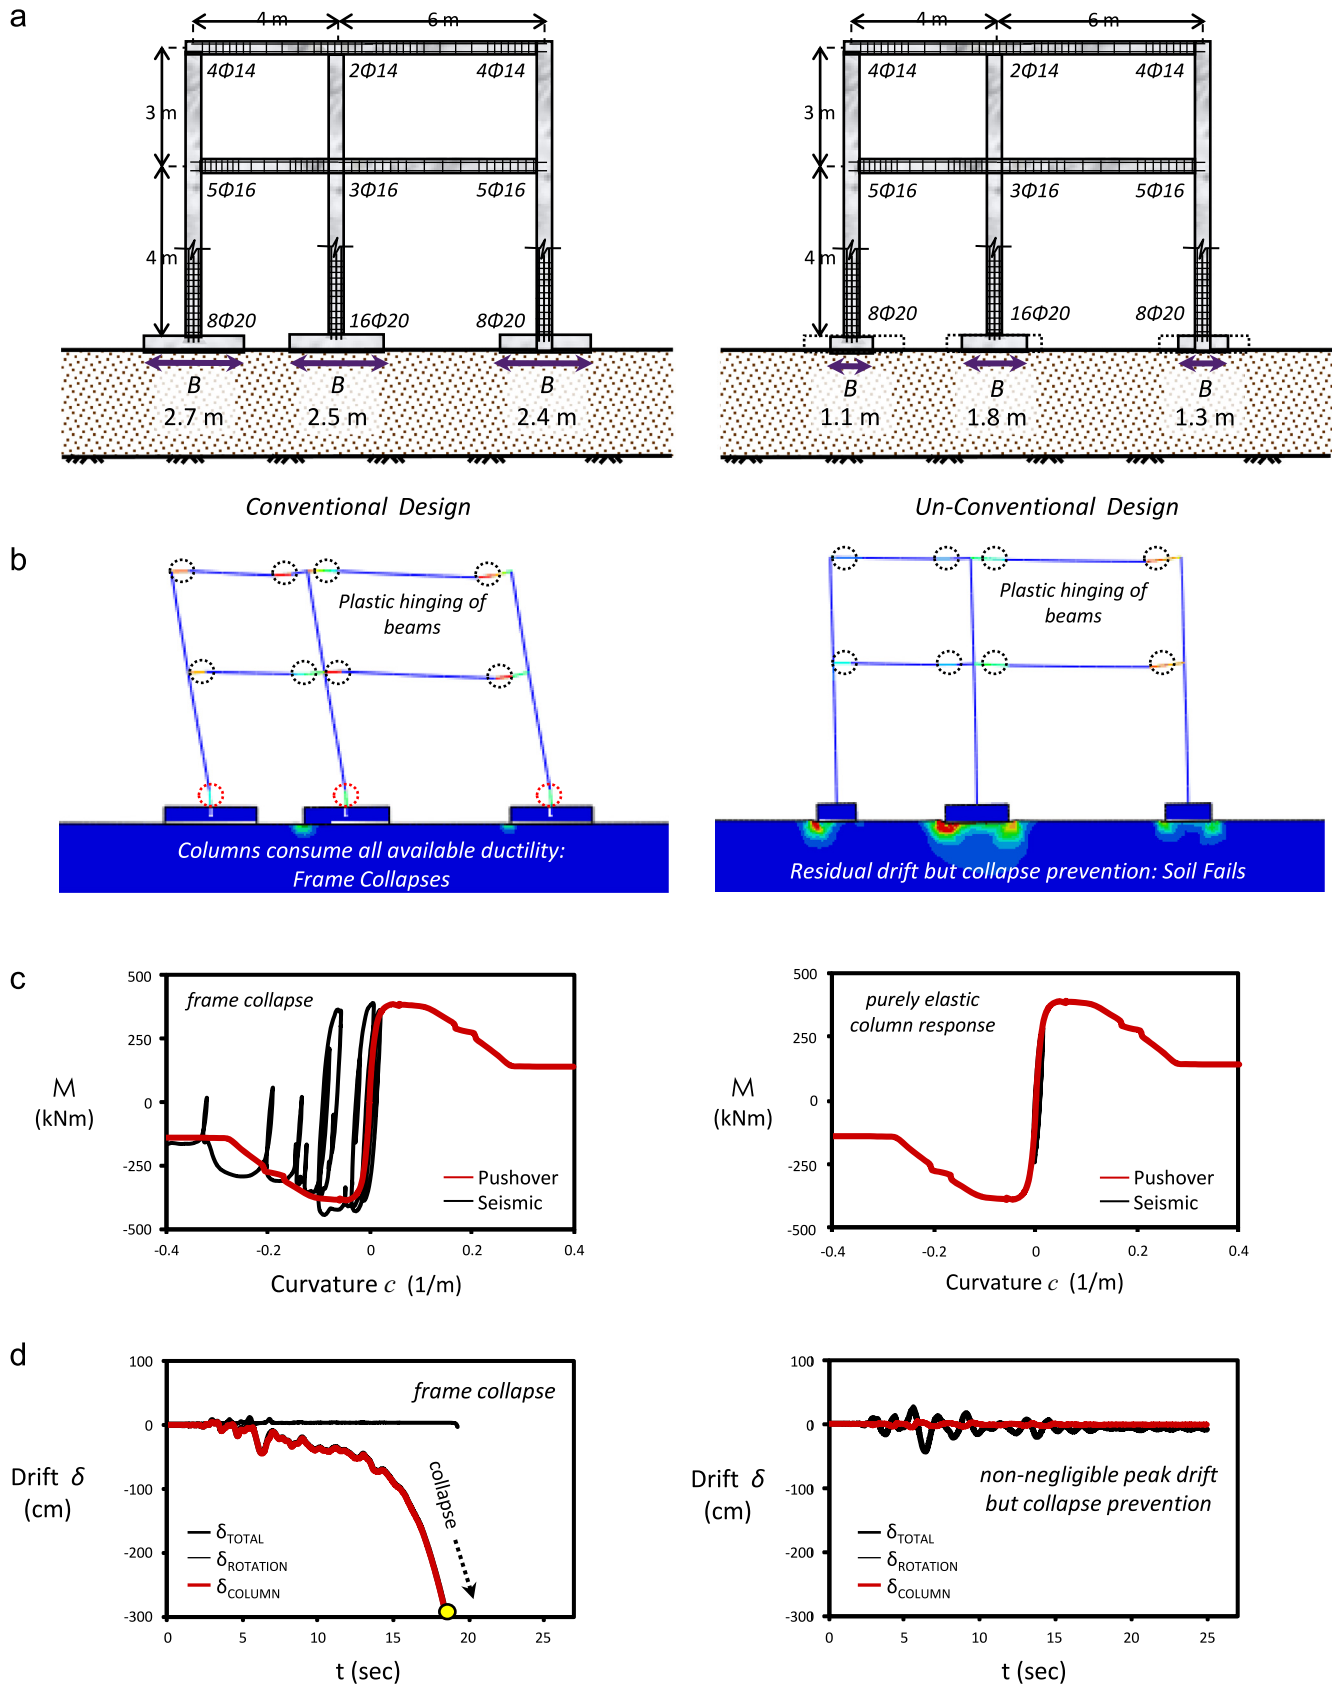 a
4 m 6 m 4 m 6 m
3 m 3 m
4Φ14 2Φ14 4Φ14 4Φ14 2Φ14 4Φ14
5Φ16 3Φ16 5Φ16 5Φ16 3Φ16 5Φ16
4 m 4 m
8Φ20 16Φ20 8Φ20 8Φ20 16Φ20 8Φ20
B B B B B B
2.7 m 2.5 m 2.4 m 1.1 m 1.8 m 1.3 m
Conventional Design Un-Conventional Design
b
Plastic hinging of
beams
Columns consume all available ductility:
Frame Collapses
Plastic hinging of
beams
Residual drift but collapse prevention: Soil Fails
c
500
250
0
-250
-500
M
(kNm)
frame collapse
Pushover
Seismic
-0.4 -0.2 0 0.2 0.4
Curvature c (1/m)
500
250
0
-250
-500
M
(kNm)
purely elastic
column response
Pushover
Seismic
-0.4 -0.2 0 0.2 0.4
Curvature c (1/m)
d
100
0
-100
-200
-300
Drift δ
(cm)
frame collapse
collapse
δTOTAL
δROTATION
δCOLUMN
0 5 10 15 20 25
t (sec)
100
0
-100
-200
-300
Drift δ
(cm)
non-negligible peak drift
but collapse prevention
δTOTAL
δROTATION
δCOLUMN
0 5 10 15 20 25
t (sec)